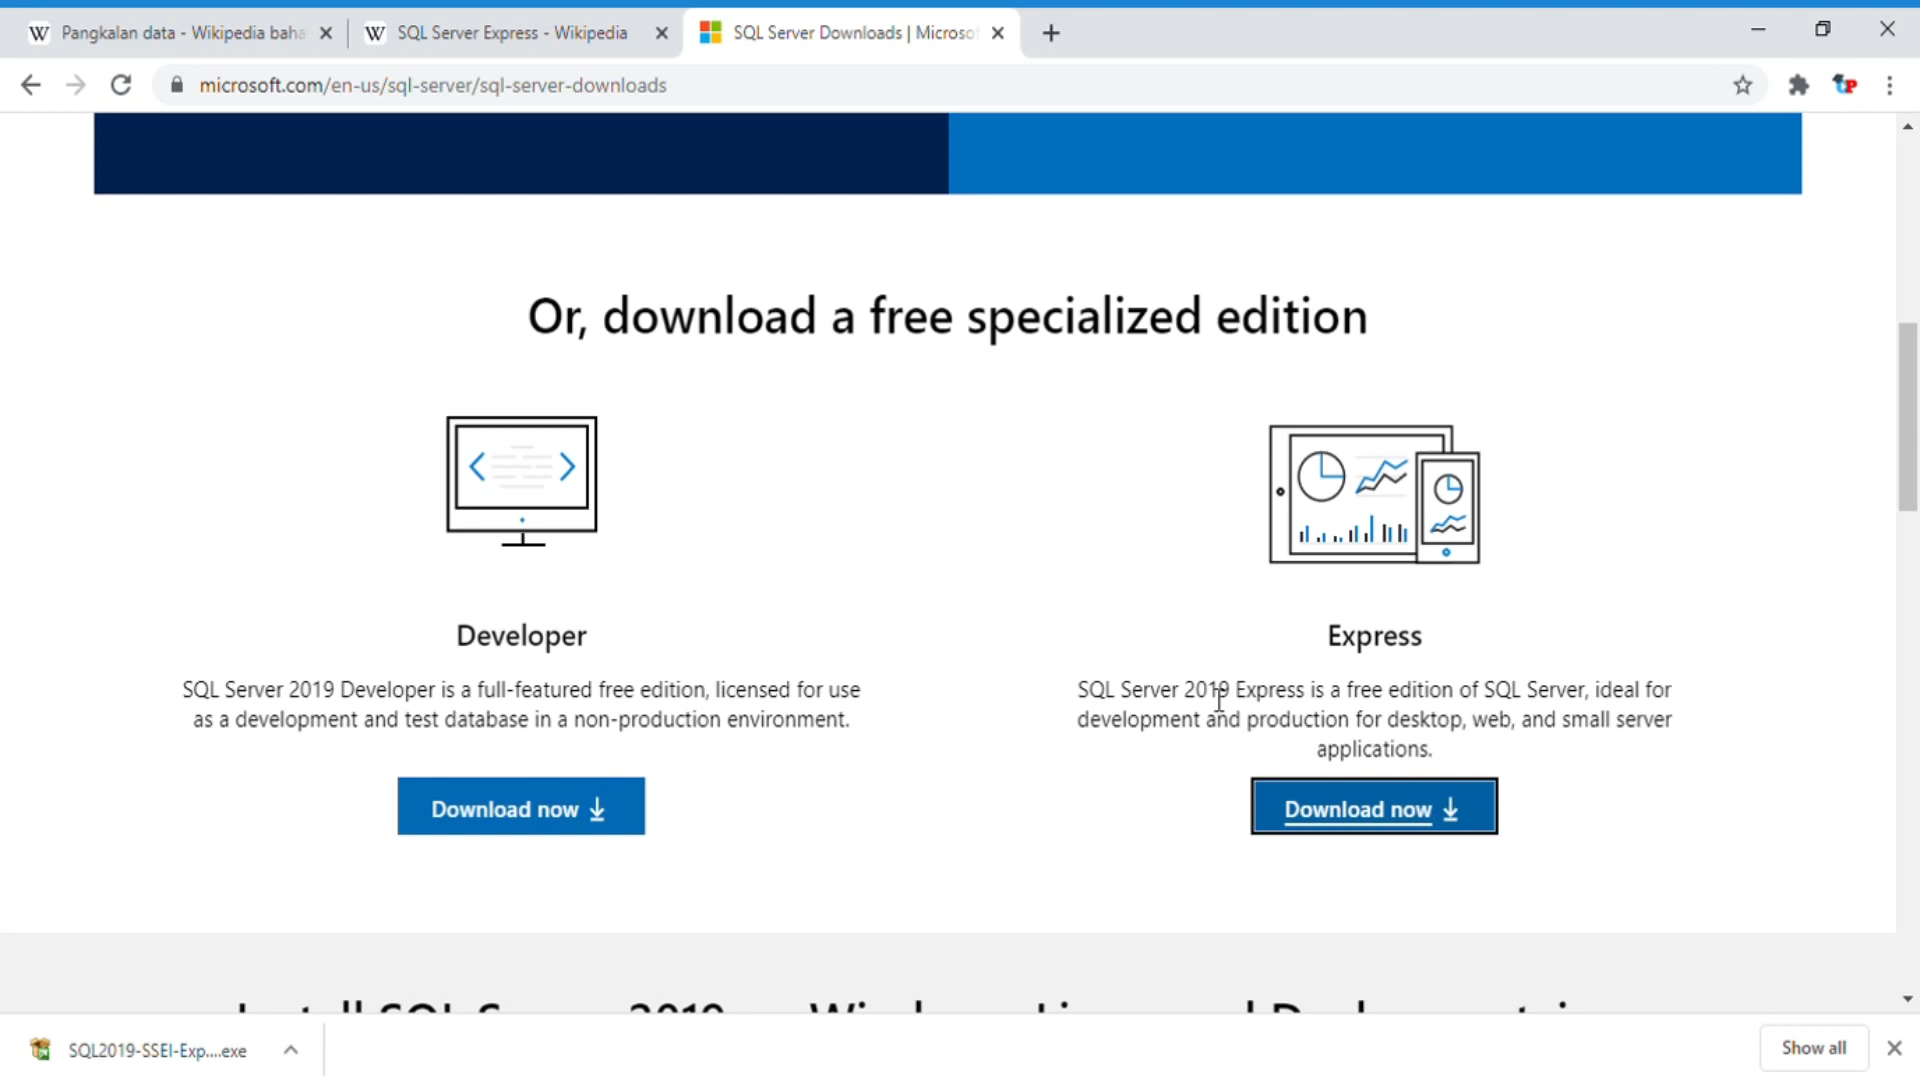 Pangkalan data - Wikipedia baha
SQL Server Express - Wikipedia
SQL Server Downloads | Microsof
microsoft.com/en-us/sql-server/sql-server-downloads
Or, download a free specialized edition
Developer
SQL Server 2019 Developer is a full-featured free edition, licensed for use
as a development and test database in a non-production environment.
Download now
Express
SQL Server 2019 Express is a free edition of SQL Server, ideal for
development and production for desktop, web, and small server
applications.
Download now
SQL2019-SSEI-Exp....exe
Show all